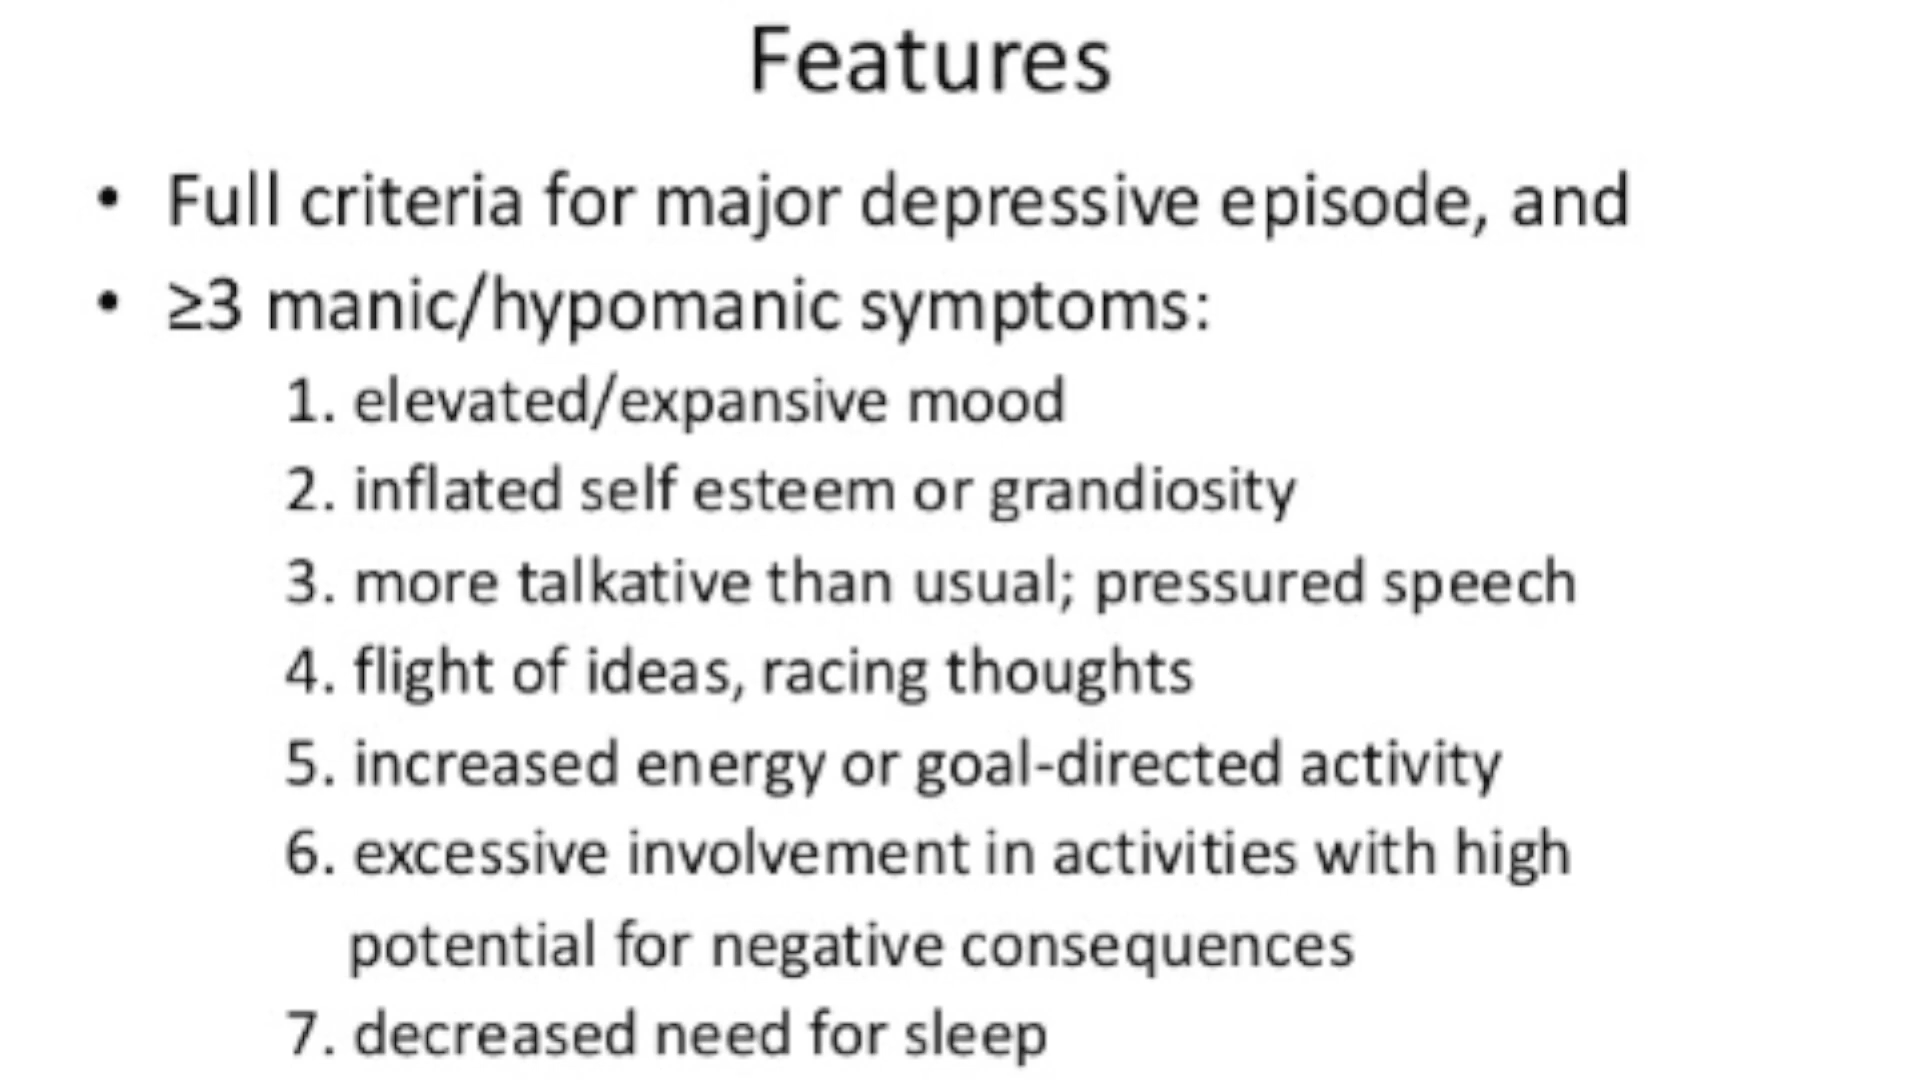 Features
• Full criteria for major depressive episode, and
• ≥3 manic/hypomanic symptoms:
1. elevated/expansive mood
2. inflated self esteem or grandiosity
3. more talkative than usual; pressured speech
4. flight of ideas, racing thoughts
5. increased energy or goal-directed activity
6. excessive involvement in activities with high
potential for negative consequences
7. decreased need for sleep